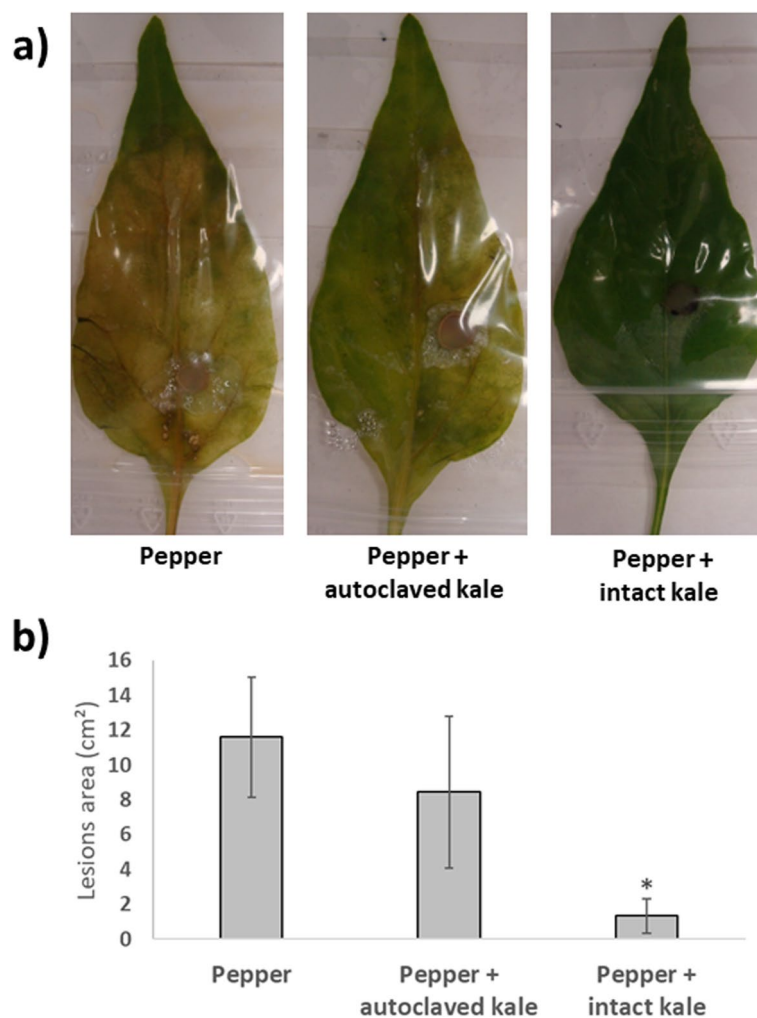 a)
Pepper
Pepper +
autoclaved kale
Pepper +
intact kale
b)
Lesions area (cm²)
16
14
12
10
8
6
4
2
0
*
Pepper
Pepper +
autoclaved kale
Pepper +
intact kale